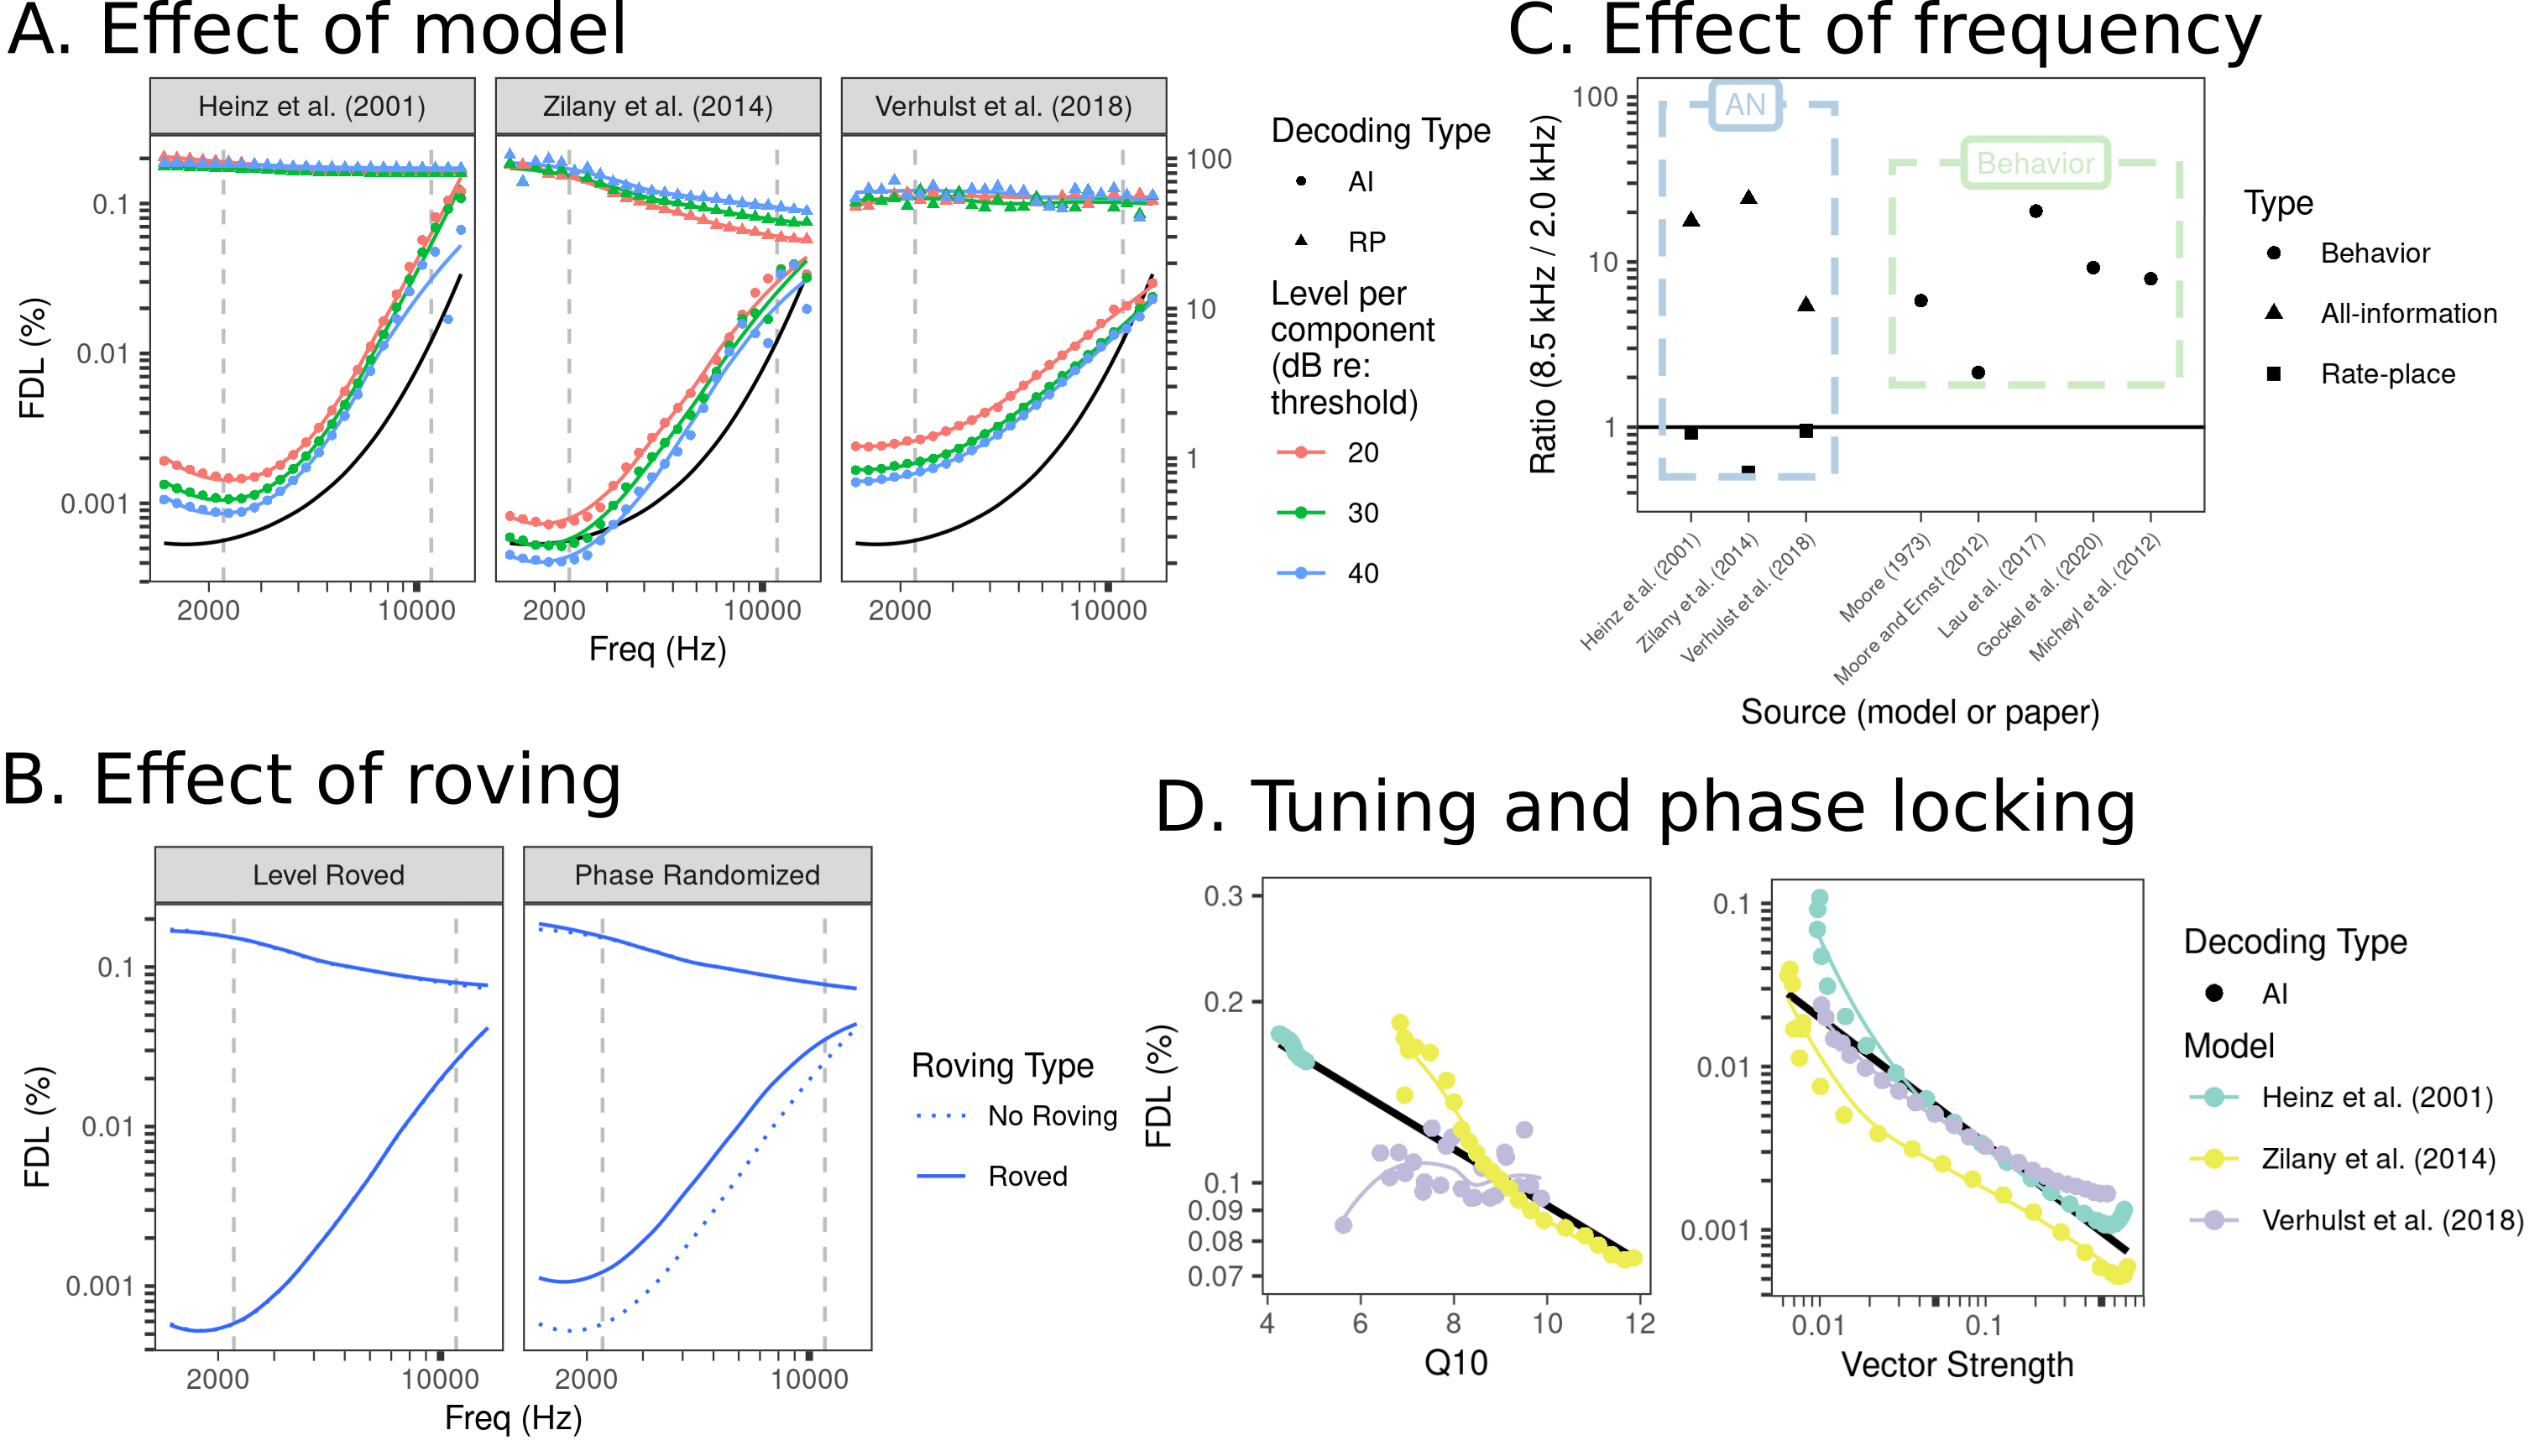 A. Effect of model
Heinz et al. (2001)
Zilany et al. (2014)
Verhulst et al. (2018)
FDL (%)
0.1
0.01
0.001
100
10
1
2000
10000
2000
10000
2000
10000
Freq (Hz)
Decoding Type
AI
RP
Level per
component
(dB re:
threshold)
20
30
40
C. Effect of frequency
Ratio (8.5 kHz / 2.0 kHz)
100
10
1
AN
Behavior
Heinz et al. (2001)
Zilany et al. (2014)
Verhulst et al. (2018)
Moore (1973)
Moore and Ernst (2012)
Lau et al. (2017)
Gockel et al. (2020)
Micheyl et al. (2012)
Source (model or paper)
Type
Behavior
All-information
Rate-place
B. Effect of roving
Level Roved
Phase Randomized
FDL (%)
0.1
0.01
0.001
2000
10000
2000
10000
Freq (Hz)
Roving Type
No Roving
Roved
D. Tuning and phase locking
FDL (%)
0.3
0.2
0.1
0.09
0.08
0.07
4
6
8
10
12
Q10
0.1
0.01
0.001
0.01
0.1
Vector Strength
Decoding Type
AI
Model
Heinz et al. (2001)
Zilany et al. (2014)
Verhulst et al. (2018)